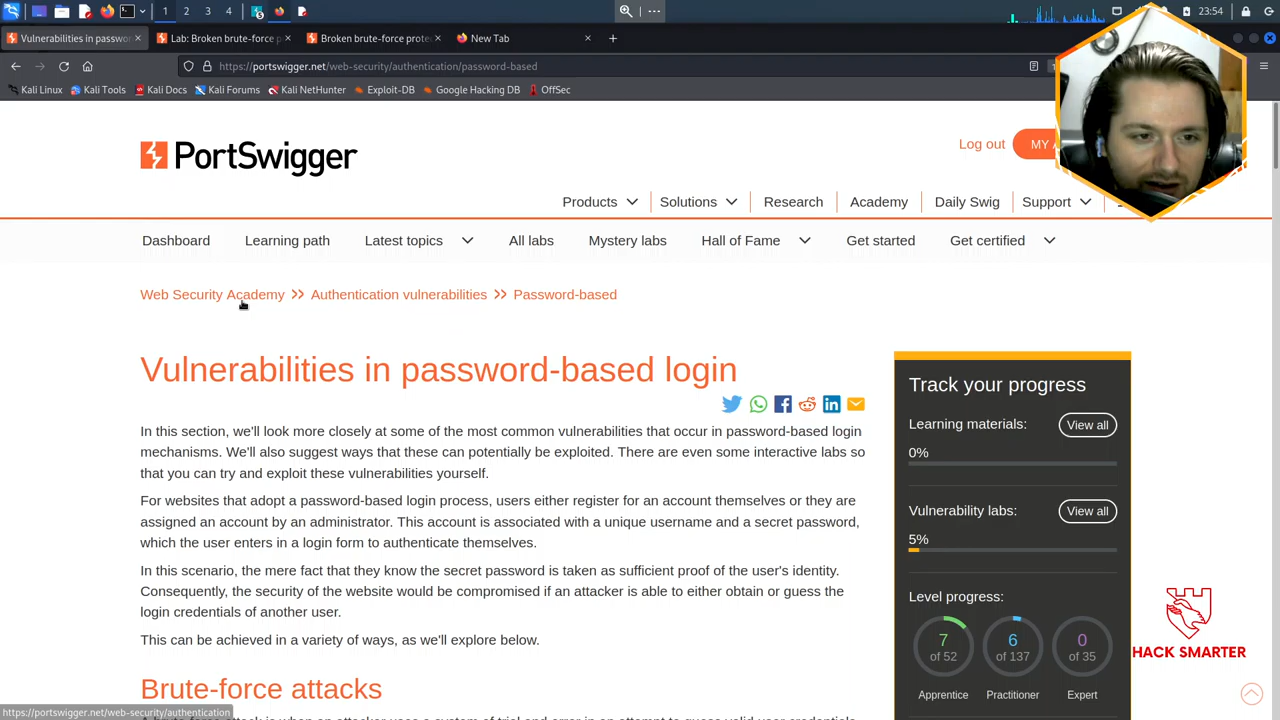 1 2 3 4 23:54
Vulnerabilities in passwor Lab: Broken brute-force p Broken brute-force prote New Tab
https://portswigger.net/web-security/authentication/password-based
Kali Linux Kali Tools Kali Docs Kali Forums Kali NetHunter Exploit-DB Google Hacking DB OffSec
PortSwigger
Log out MY
Products Solutions Research Academy Daily Swig Support
Dashboard Learning path Latest topics All labs Mystery labs Hall of Fame Get started Get certified
Web Security Academy >> Authentication vulnerabilities >> Password-based
Vulnerabilities in password-based login
In this section, we'll look more closely at some of the most common vulnerabilities that occur in password-based login
mechanisms. We'll also suggest ways that these can potentially be exploited. There are even some interactive labs so
that you can try and exploit these vulnerabilities yourself.
For websites that adopt a password-based login process, users either register for an account themselves or they are
assigned an account by an administrator. This account is associated with a unique username and a secret password,
which the user enters in a login form to authenticate themselves.
In this scenario, the mere fact that they know the secret password is taken as sufficient proof of the user's identity.
Consequently, the security of the website would be compromised if an attacker is able to either obtain or guess the
login credentials of another user.
This can be achieved in a variety of ways, as we'll explore below.
Brute-force attacks
Track your progress
Learning materials: View all
0%
Vulnerability labs: View all
5%
Level progress:
7 6 0
of 52 of 137 of 35
Apprentice Practitioner Expert
HACK SMARTER
https://portswigger.net/web-security/authentication